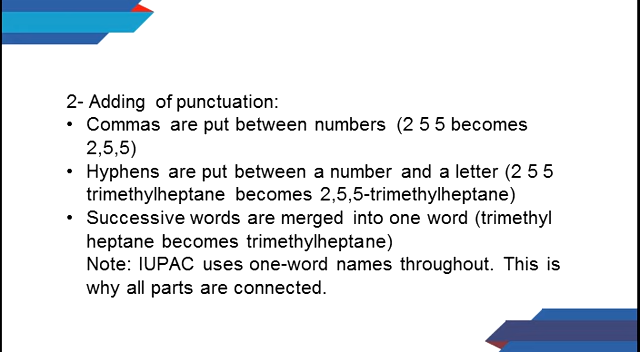 2- Adding of punctuation:
• Commas are put between numbers (2 5 5 becomes
2,5,5)
• Hyphens are put between a number and a letter (2 5 5
trimethylheptane becomes 2,5,5-trimethylheptane)
• Successive words are merged into one word (trimethyl
heptane becomes trimethylheptane)
Note: IUPAC uses one-word names throughout. This is
why all parts are connected.